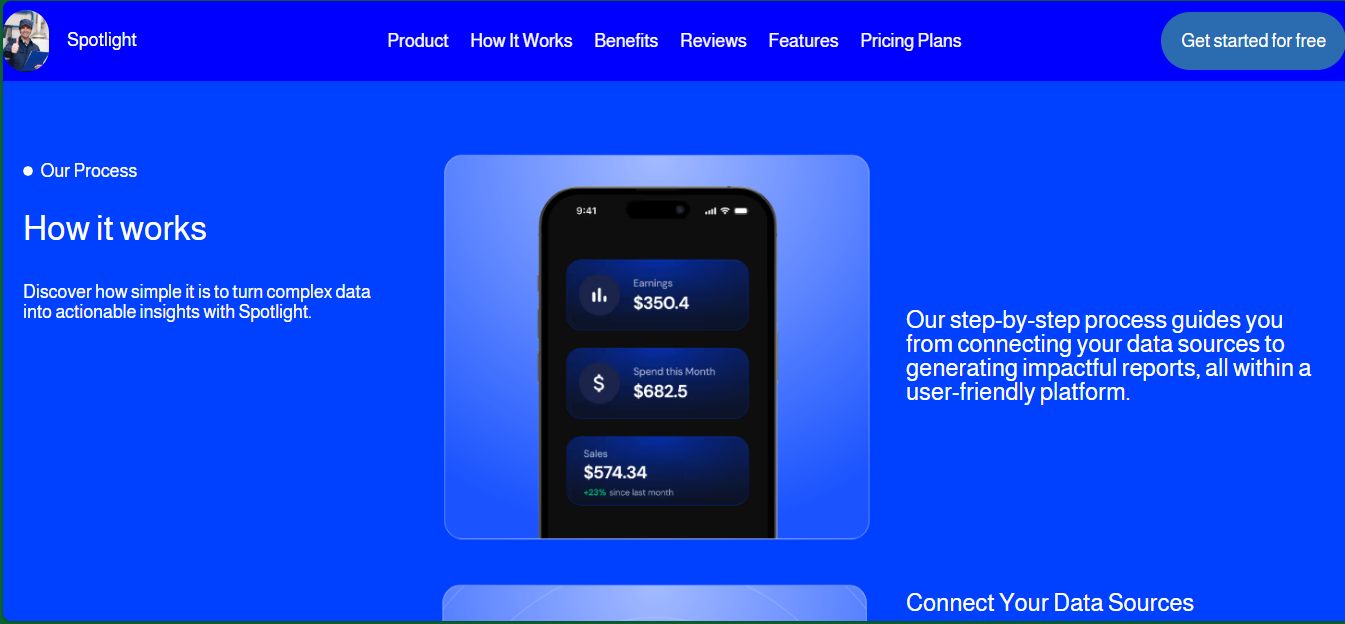 Spotlight
Product
How It Works
Benefits
Reviews
Features
Pricing Plans
Get started for free
Our Process
How it works
Discover how simple it is to turn complex data
into actionable insights with Spotlight.
9:41
Earnings
$350.4
Spend this Month
$682.5
Sales
$574.34
+23% since last month
Our step-by-step process guides you
from connecting your data sources to
generating impactful reports, all within a
user-friendly platform.
Connect Your Data Sources